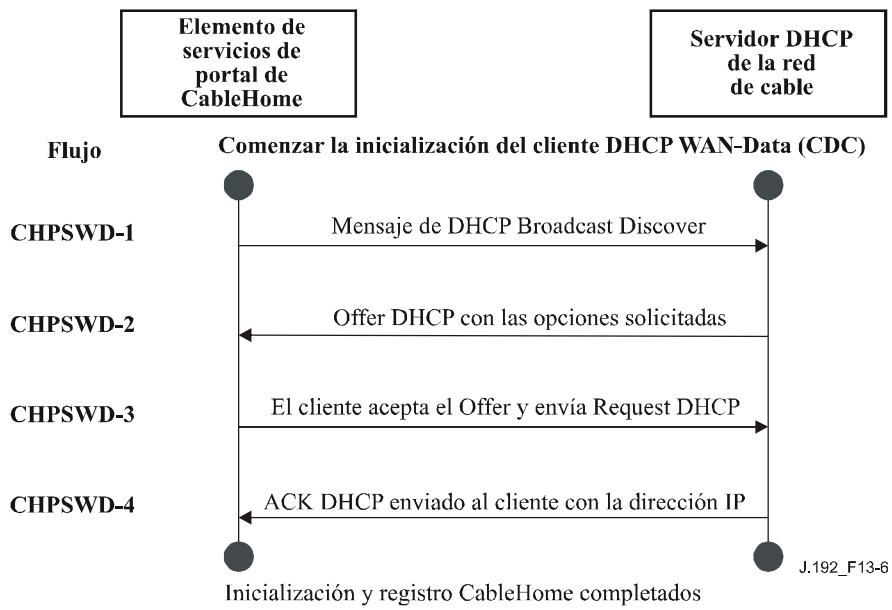 Elemento de
servicios de
portal de
CableHome
Servidor DHCP
de la red
de cable
Flujo
Comenzar la inicialización del cliente DHCP WAN-Data (CDC)
CHPSWD-1
Mensaje de DHCP Broadcast Discover
CHPSWD-2
Offer DHCP con las opciones solicitadas
CHPSWD-3
El cliente acepta el Offer y envía Request DHCP
CHPSWD-4
ACK DHCP enviado al cliente con la dirección IP
J.192_F13-6
Inicialización y registro CableHome completados